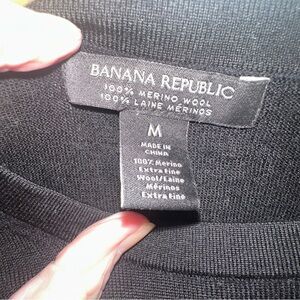 BANANA REPUBLIC
100% MERINO WOOL
100% LAINE MÉRINOS
M
MADE IN
CHINA
100% Merino
Extra Fine
Wool/Laine
Mérinos
Extra Fine